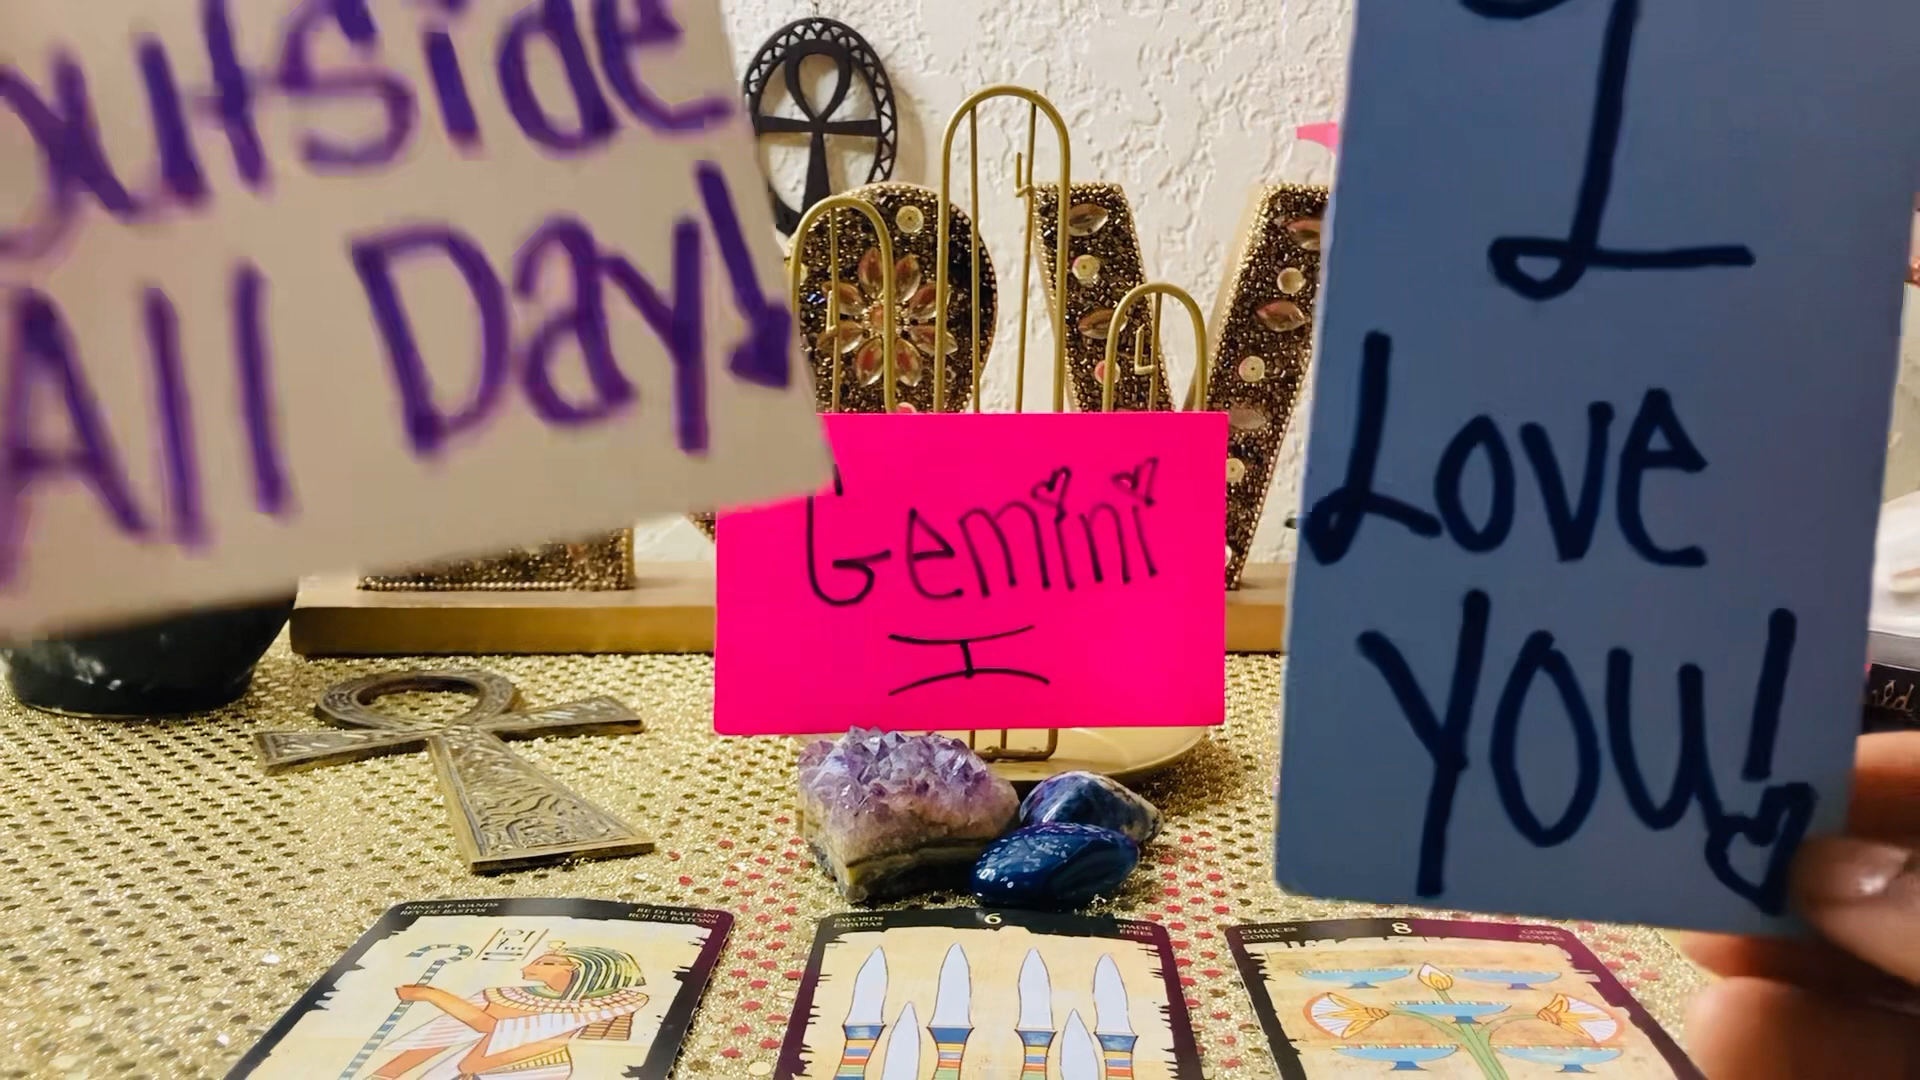 outside
All Day!
I
Love
YOU!
Gemini
KING OF WANDS
REY DE BASTOS
RE DI BASTONI
ROI DE BATONS
SWORDS
ESPADAS
6
SPADE
EPEES
CHALICES
COPAS
8
COPPE
COUPES